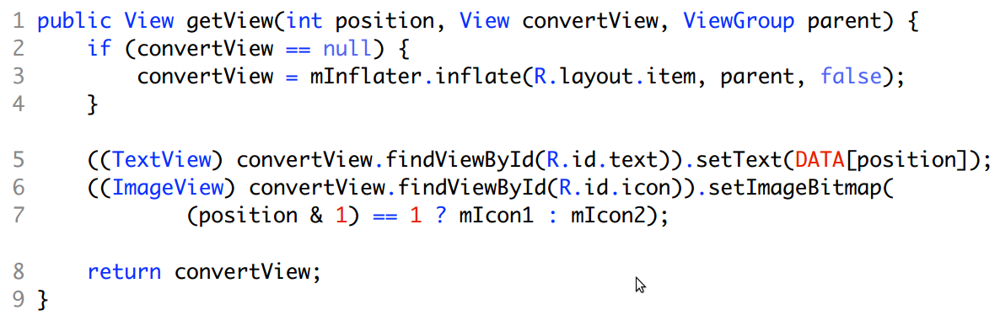 1 public View getView(int position, View convertView, ViewGroup parent) {
2     if (convertView == null) {
3         convertView = mInflater.inflate(R.layout.item, parent, false);
4     }
5     ((TextView) convertView.findViewById(R.id.text)).setText(DATA[position]);
6     ((ImageView) convertView.findViewById(R.id.icon)).setImageBitmap(
7             (position & 1) == 1 ? mIcon1 : mIcon2);
8     return convertView;
9 }